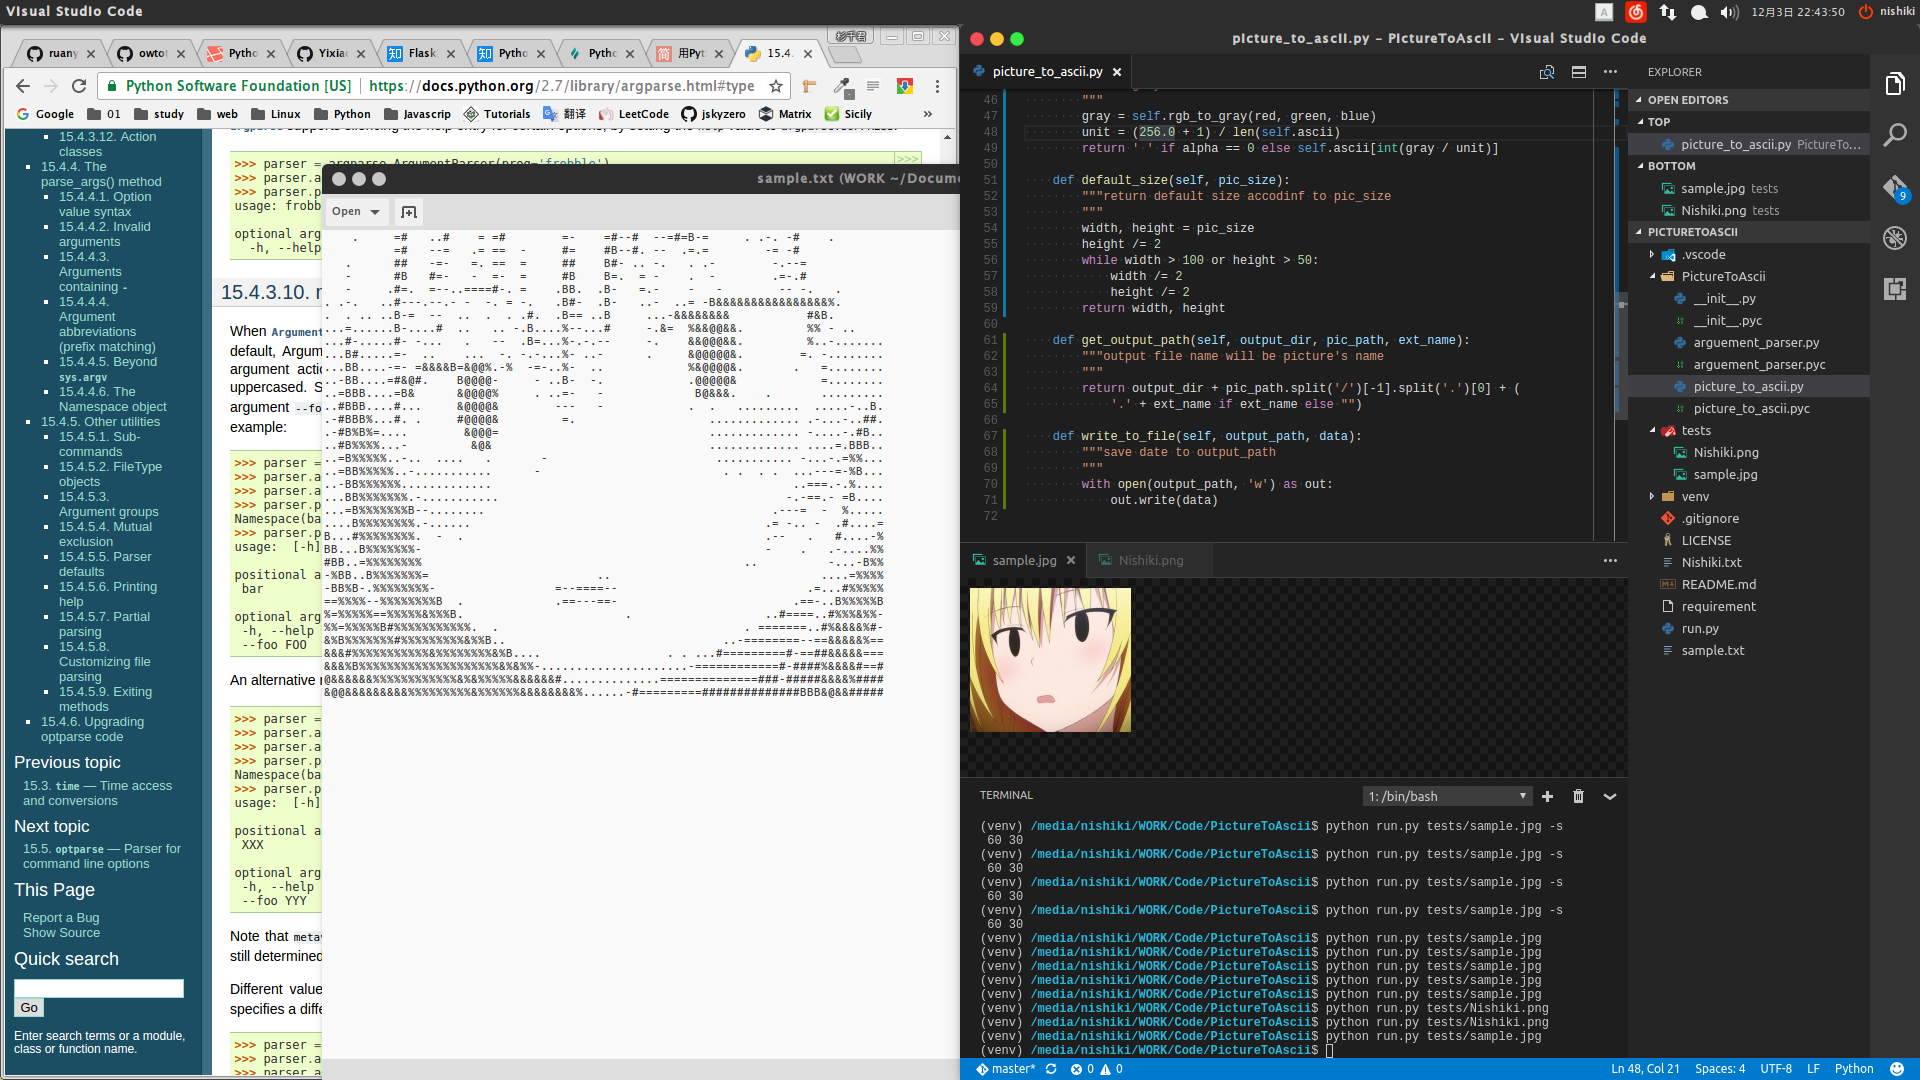 Visual Studio Code
12月3日 22:43:50
nishiki
ruany
owtot
Pytho
Yixia
Flask
Pytho
Pytho
用Pyt
15.4.
杉千君
Python Software Foundation [US]
https://docs.python.org/2.7/library/argparse.html#type
Google
01
study
web
Linux
Python
Javascrip
Tutorials
翻译
LeetCode
jskyzero
Matrix
Sicily
»
15.4.3.12. Action
classes
15.4.4. The
parse_args() method
15.4.4.1. Option
value syntax
15.4.4.2. Invalid
arguments
15.4.4.3.
Arguments
containing -
15.4.4.4.
Argument
abbreviations
(prefix matching)
15.4.4.5. Beyond
sys.argv
15.4.4.6. The
Namespace object
15.4.5. Other utilities
15.4.5.1. Sub-
commands
15.4.5.2. FileType
objects
15.4.5.3.
Argument groups
15.4.5.4. Mutual
exclusion
15.4.5.5. Parser
defaults
15.4.5.6. Printing
help
15.4.5.7. Partial
parsing
15.4.5.8.
Customizing file
parsing
15.4.5.9. Exiting
methods
15.4.6. Upgrading
optparse code
Previous topic
15.3. time — Time access
and conversions
Next topic
15.5. optparse — Parser for
command line options
This Page
Report a Bug
Show Source
Quick search
Go
Enter search terms or a module,
class or function name.
>>> parser = argparse.ArgumentParser(prog='frobble')
>>> parser.a
>>> parser.p
usage: frobb
optional arg
-h, --help
15.4.3.10.
When Argument
default, Argum
argument actio
uppercased. S
argument --fo
example:
>>> parser =
>>> parser.a
>>> parser.a
>>> parser.p
Namespace(ba
>>> parser.p
usage:  [-h]
positional a
bar
optional arg
-h, --help
--foo FOO
An alternative
>>> parser =
>>> parser.a
>>> parser.a
>>> parser.p
Namespace(ba
>>> parser.p
usage:  [-h]
positional a
XXX
optional arg
-h, --help
--foo YYY
Note that
still determined
Different value
specifies a diffe
>>> parser =
>>> parser.a
>>> parser.a
sample.txt (WORK ~/Docume
Open
picture_to_ascii.py - PictureToAscii - Visual Studio Code
picture_to_ascii.py
46 """
47 gray = self.rgb_to_gray(red, green, blue)
48 unit = (256.0 + 1) / len(self.ascii)
49 return ' ' if alpha == 0 else self.ascii[int(gray / unit)]
50
51 def default_size(self, pic_size):
52 """return default size accodinf to pic_size
53 """
54 width, height = pic_size
55 height /= 2
56 while width > 100 or height > 50:
57 width /= 2
58 height /= 2
59 return width, height
60
61 def get_output_path(self, output_dir, pic_path, ext_name):
62 """output file name will be picture's name
63 """
64 return output_dir + pic_path.split('/')[-1].split('.')[0] + (
65 '.' + ext_name if ext_name else "")
66
67 def write_to_file(self, output_path, data):
68 """save date to output_path
69 """
70 with open(output_path, 'w') as out:
71 out.write(data)
72
sample.jpg
Nishiki.png
TERMINAL
1: /bin/bash
(venv) /media/nishiki/WORK/Code/PictureToAscii$ python run.py tests/sample.jpg -s
60 30
(venv) /media/nishiki/WORK/Code/PictureToAscii$ python run.py tests/sample.jpg -s
60 30
(venv) /media/nishiki/WORK/Code/PictureToAscii$ python run.py tests/sample.jpg -s
60 30
(venv) /media/nishiki/WORK/Code/PictureToAscii$ python run.py tests/sample.jpg -s
60 30
(venv) /media/nishiki/WORK/Code/PictureToAscii$ python run.py tests/sample.jpg
(venv) /media/nishiki/WORK/Code/PictureToAscii$ python run.py tests/sample.jpg
(venv) /media/nishiki/WORK/Code/PictureToAscii$ python run.py tests/sample.jpg
(venv) /media/nishiki/WORK/Code/PictureToAscii$ python run.py tests/sample.jpg
(venv) /media/nishiki/WORK/Code/PictureToAscii$ python run.py tests/sample.jpg
(venv) /media/nishiki/WORK/Code/PictureToAscii$ python run.py tests/Nishiki.png
(venv) /media/nishiki/WORK/Code/PictureToAscii$ python run.py tests/Nishiki.png
(venv) /media/nishiki/WORK/Code/PictureToAscii$ python run.py tests/sample.jpg
(venv) /media/nishiki/WORK/Code/PictureToAscii$
EXPLORER
OPEN EDITORS
TOP
picture_to_ascii.py PictureTo...
BOTTOM
sample.jpg tests
Nishiki.png tests
PICTURETOASCII
.vscode
PictureToAscii
__init__.py
__init__.pyc
arguement_parser.py
arguement_parser.pyc
picture_to_ascii.py
picture_to_ascii.pyc
tests
Nishiki.png
sample.jpg
venv
.gitignore
LICENSE
Nishiki.txt
README.md
requirement
run.py
sample.txt
9
master*
0
0
Ln 48, Col 21
Spaces: 4
UTF-8
LF
Python